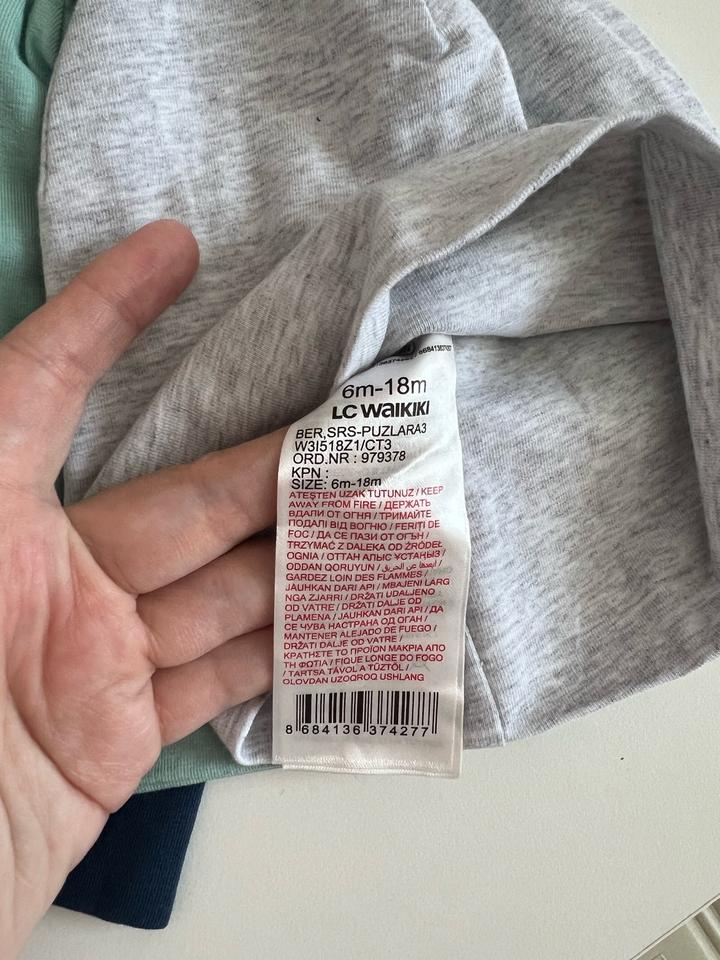 6m-18m
LC WAIKIKI
BER,SRS-PUZLARA3
W3I518Z1/CT3
ORD.NR : 979378
KPN :
SIZE: 6m-18m
ATEŞTEN UZAK TUTUNUZ / KEEP
AWAY FROM FIRE / ДЕРЖАТЬ
ВДАЛИ ОТ ОГНЯ / ТРИМАЙТЕ
ПОДАЛІ ВІД ВОГНЮ / FERIŢI DE
FOC / ДА СЕ ПАЗИ ОТ ОГЪН /
TRZYMAĆ Z DALEKA OD ŹRÓDEŁ
OGNIA / ОТТАН АЛЫС ҰСТАҢЫЗ /
ODDAN QORUYUN / ابعدها عن الحريق /
GARDEZ LOIN DES FLAMMES /
JAUHKAN DARI API / MBAJENI LARG
NGA ZJARRI / DRŽATI UDALJENO
OD VATRE / DRŽATI DALJE OD
PLAMENA / JAUHKAN DARI API / ДА
СЕ ЧУВА НАСТРАНА ОД ОГАН /
MANTENER ALEJADO DE FUEGO /
DRŽATI DALJE OD VATRE /
ΚΡΑΤΗΣΤΕ ΤΟ ΠΡΟΪΟΝ ΜΑΚΡΙΑ ΑΠΟ
ΤΗ ΦΩΤΙΑ / FIQUE LONGE DO FOGO
/ TARTSA TÁVOL A TŰZTŐL /
OLOVDAN UZOQROQ USHLANG
8 684136 374277